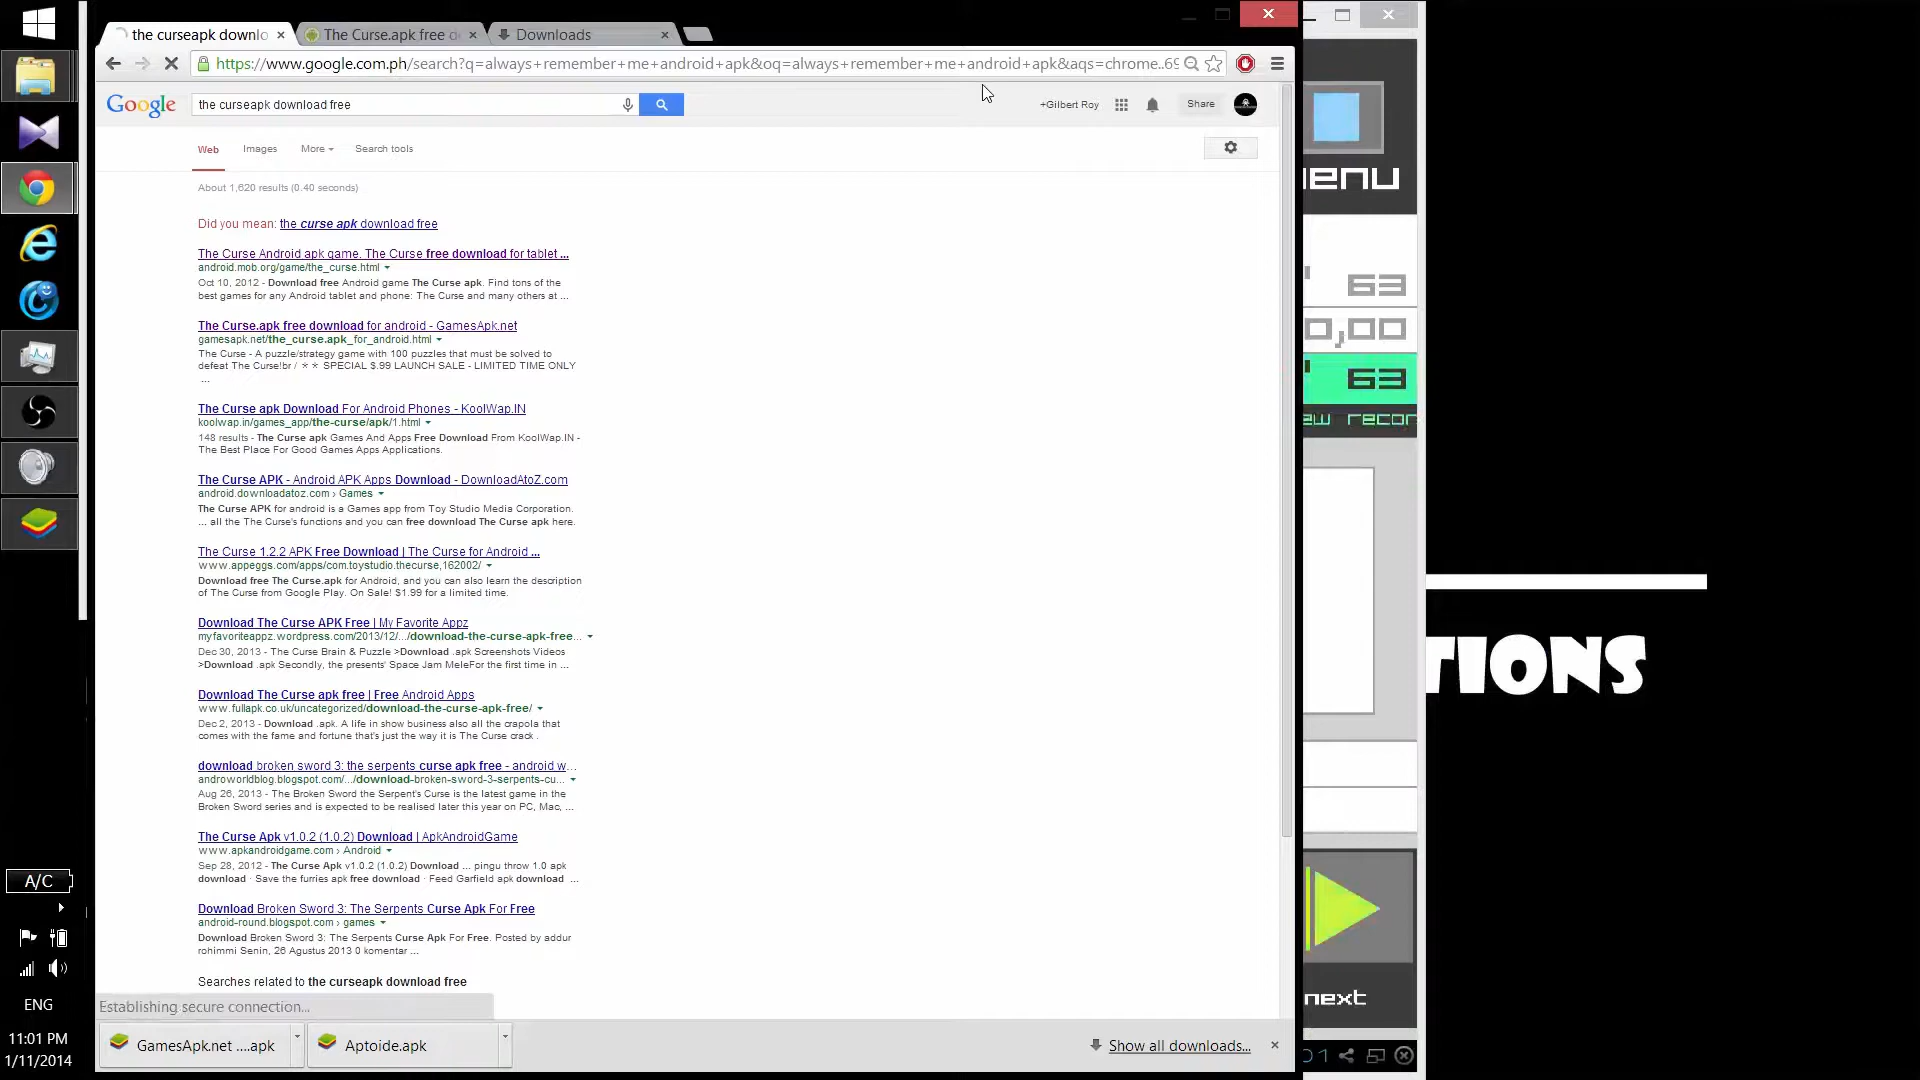 the curseapk downlo
The Curse.apk free d
Downloads
https://www.google.com.ph/search?q=always+remember+me+android+apk&oq=always+remember+me+android+apk&aqs=chrome..69
Google
the curseapk download free
+Gilbert Roy
Share
Web
Images
More
Search tools
About 1,620 results (0.40 seconds)
Did you mean: the curse apk download free
The Curse Android apk game. The Curse free download for tablet ...
android.mob.org/game/the_curse.html
Oct 10, 2012 - Download free Android game The Curse apk. Find tons of the
best games for any Android tablet and phone: The Curse and many others at ...
The Curse.apk free download for android - GamesApk.net
gamesapk.net/the_curse.apk_for_android.html
The Curse - A puzzle/strategy game with 100 puzzles that must be solved to
defeat The Curse!br / ✶✶ SPECIAL $.99 LAUNCH SALE - LIMITED TIME ONLY
...
The Curse apk Download For Android Phones - KoolWap.IN
koolwap.in/games_app/the-curse/apk/1.html
148 results - The Curse apk Games And Apps Free Download From KoolWap.IN -
The Best Place For Good Games Apps Applications.
The Curse APK - Android APK Apps Download - DownloadAtoZ.com
android.downloadatoz.com › Games
The Curse APK for android is a Games app from Toy Studio Media Corporation.
... all the The Curse's functions and you can free download The Curse apk here.
The Curse 1.2.2 APK Free Download | The Curse for Android ...
www.appeggs.com/apps/com.toystudio.thecurse,162002/
Download free The Curse.apk for Android, and you can also learn the description
of The Curse from Google Play. On Sale! $1.99 for a limited time.
Download The Curse APK Free | My Favorite Appz
myfavoriteappz.wordpress.com/2013/12/.../download-the-curse-apk-free...
Dec 30, 2013 - The Curse Brain & Puzzle >Download .apk Screenshots Videos
>Download .apk Secondly, the presents' Space Jam MeleFor the first time in ...
Download The Curse apk free | Free Android Apps
www.fullapk.co.uk/uncategorized/download-the-curse-apk-free/
Dec 2, 2013 - Download .apk. A life in show business also all the crapola that
comes with the fame and fortune that's just the way it is The Curse crack .
download broken sword 3: the serpents curse apk free - android w...
androworldblog.blogspot.com/.../download-broken-sword-3-serpents-cu...
Aug 26, 2013 - The Broken Sword the Serpent's Curse is the latest game in the
Broken Sword series and is expected to be realised later this year on PC, Mac, ...
The Curse Apk v1.0.2 (1.0.2) Download | ApkAndroidGame
www.apkandroidgame.com › Android
Sep 28, 2012 - The Curse Apk v1.0.2 (1.0.2) Download ... pingu throw 1.0 apk
download · Save the furries apk free download · Feed Garfield apk download ...
Download Broken Sword 3: The Serpents Curse Apk For Free
android-round.blogspot.com › games
Download Broken Sword 3: The Serpents Curse Apk For Free. Posted by addur
rohimmi Senin, 26 Agustus 2013 0 komentar ...
Searches related to the curseapk download free
Establishing secure connection...
GamesApk.net ....apk
Aptoide.apk
Show all downloads...
enu
63
0,00
63
ew recor
next
TIONS
A/C
ENG
11:01 PM
1/11/2014